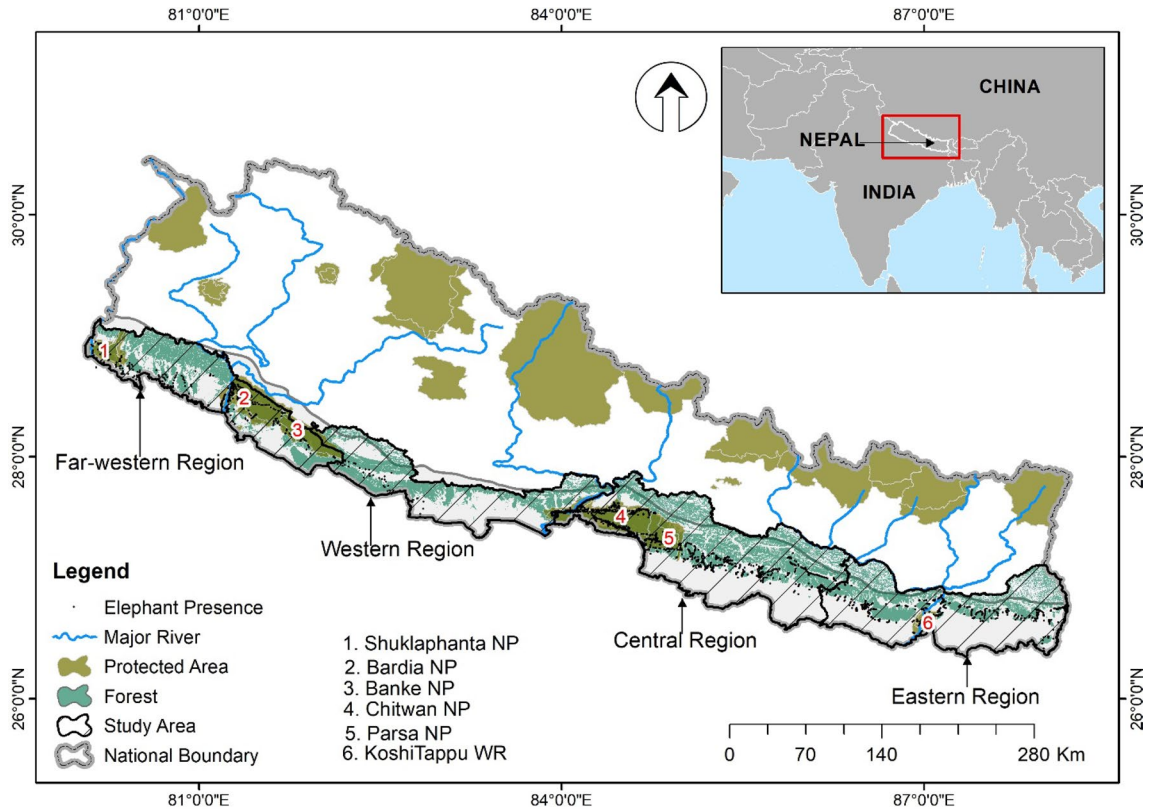 81°0'0"E 84°0'0"E 87°0'0"E
30°0'0"N
28°0'0"N
26°0'0"N
CHINA
NEPAL
INDIA
30°0'0"N
28°0'0"N
26°0'0"N
1
2
3
4
5
6
Far-western Region
Western Region
Central Region
Eastern Region
Legend
Elephant Presence
Major River
Protected Area
Forest
Study Area
National Boundary
1. Shuklaphanta NP
2. Bardia NP
3. Banke NP
4. Chitwan NP
5. Parsa NP
6. KoshiTappu WR
0 70 140 280 Km
81°0'0"E 84°0'0"E 87°0'0"E